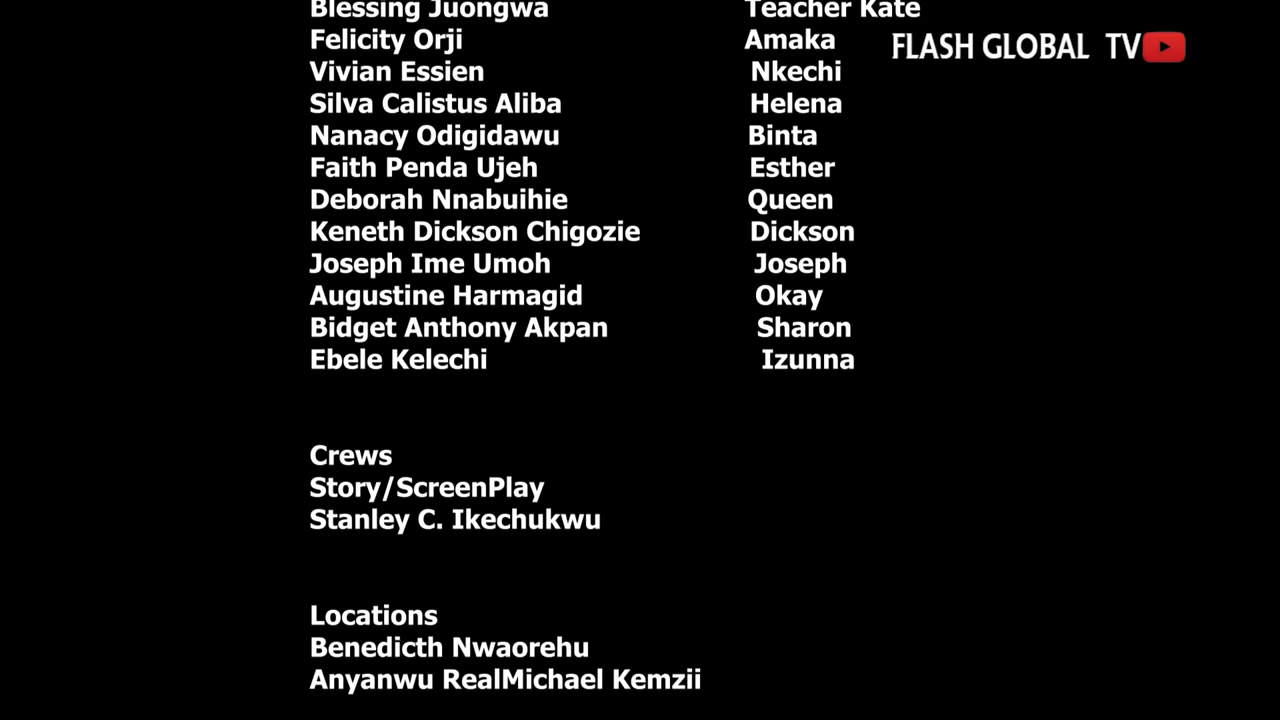 Blessing Juongwa Teacher Kate
Felicity Orji Amaka
FLASH GLOBAL TV
Vivian Essien Nkechi
Silva Calistus Aliba Helena
Nanacy Odigidawu Binta
Faith Penda Ujeh Esther
Deborah Nnabuihie Queen
Keneth Dickson Chigozie Dickson
Joseph Ime Umoh Joseph
Augustine Harmagid Okay
Bidget Anthony Akpan Sharon
Ebele Kelechi Izunna
Crews
Story/ScreenPlay
Stanley C. Ikechukwu
Locations
Benedicth Nwaorehu
Anyanwu RealMichael Kemzii